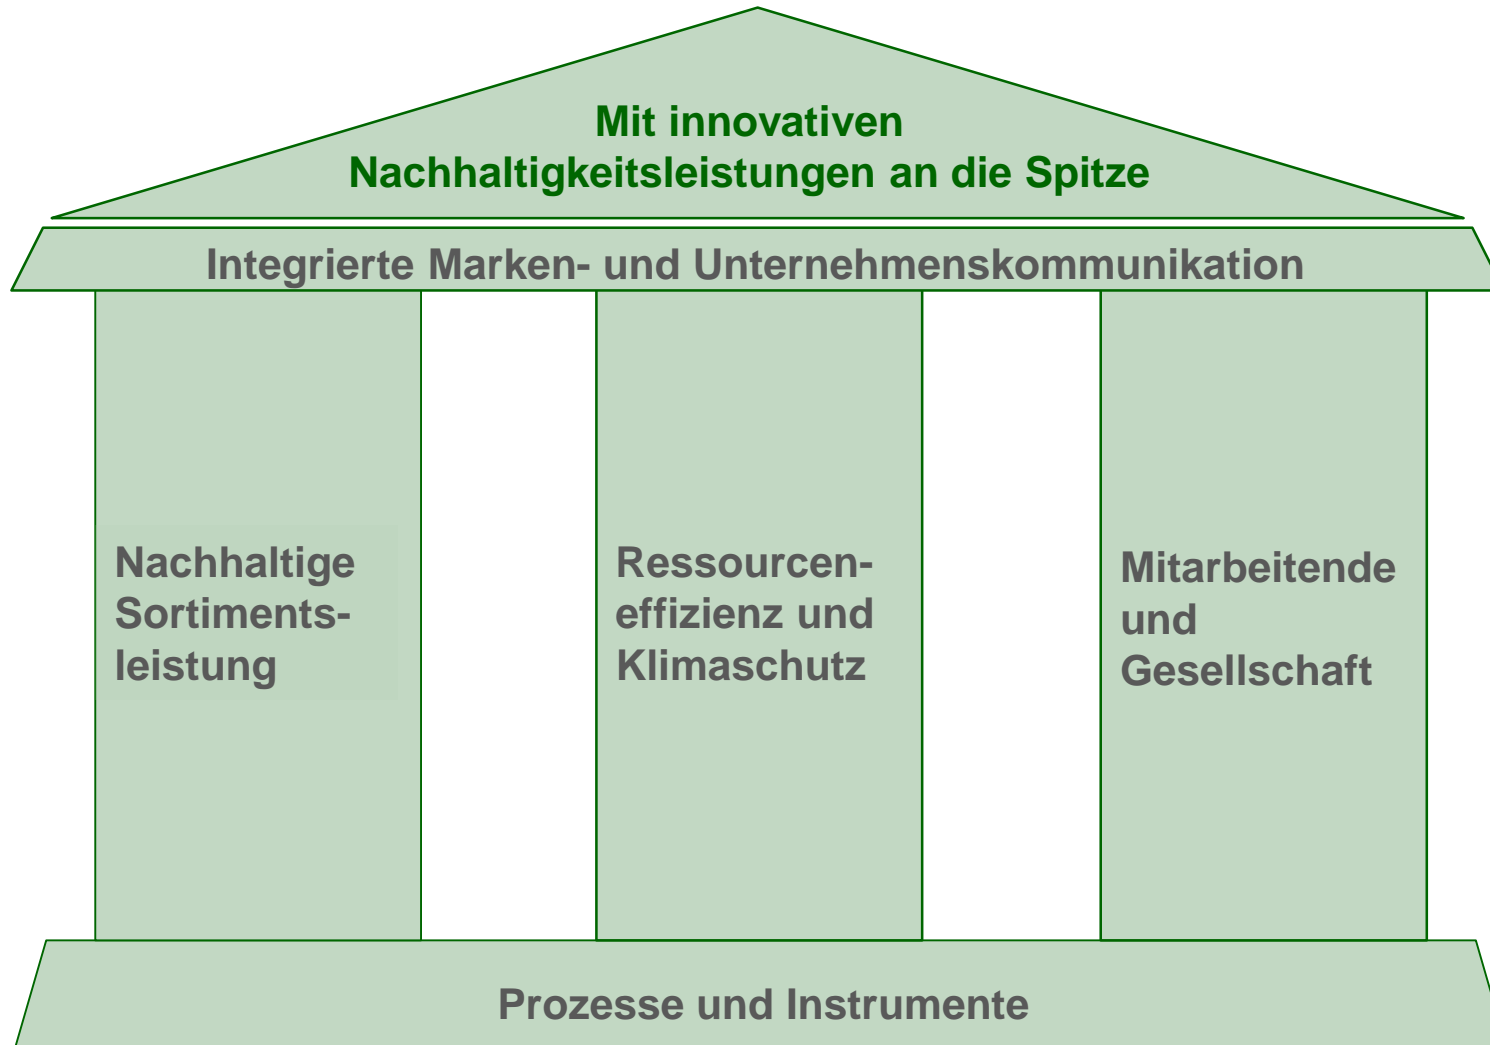 Mit innovativen
Nachhaltigkeitsleistungen an die Spitze
Integrierte Marken- und Unternehmenskommunikation
Nachhaltige
Sortiments-
leistung
Ressourcen-
effizienz und
Klimaschutz
Mitarbeitende
und
Gesellschaft
Prozesse und Instrumente